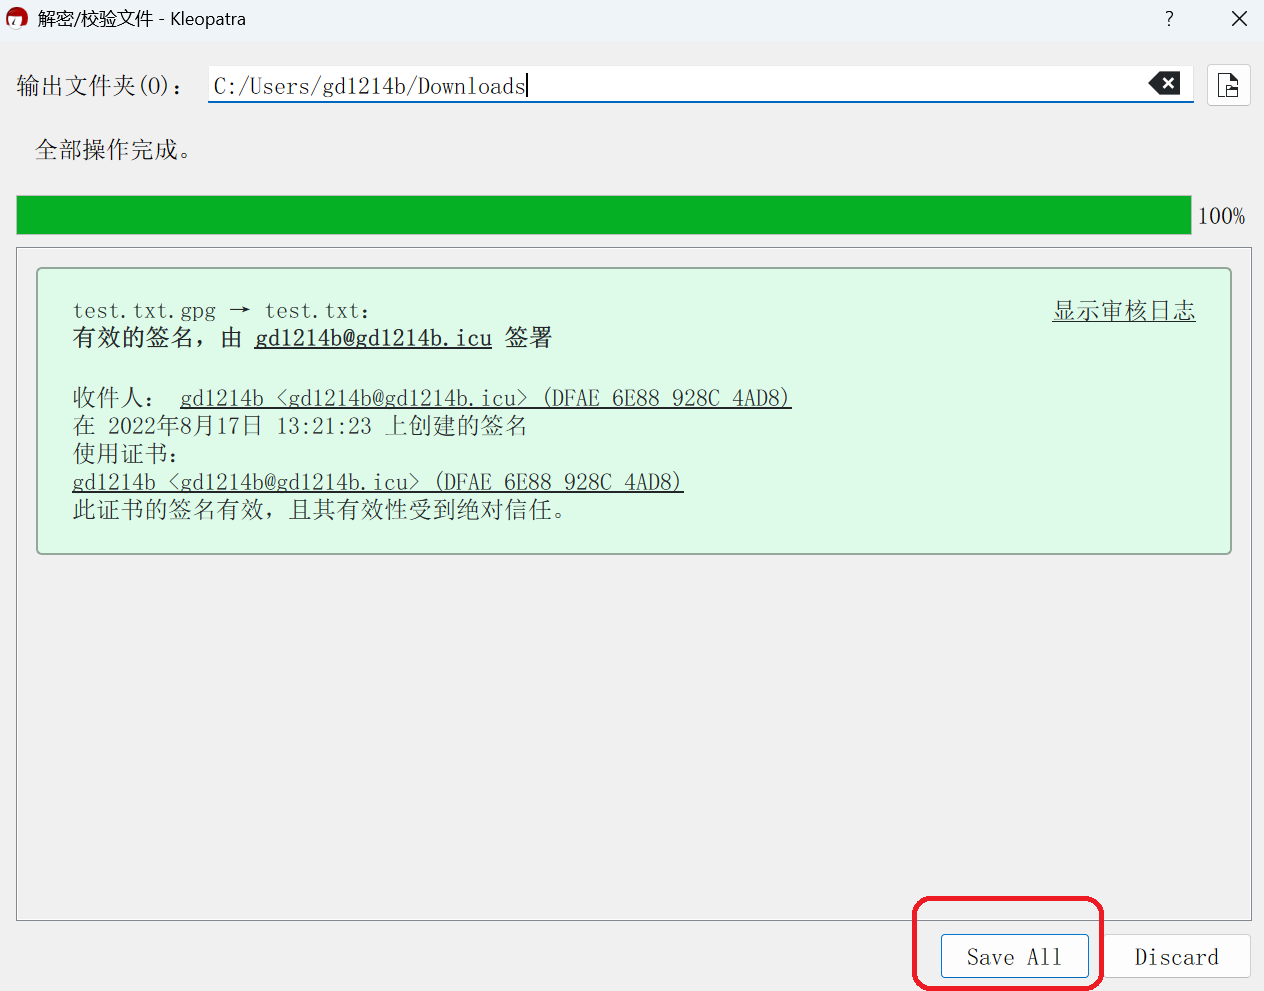 解密/校验文件 - Kleopatra
?
输出文件夹(O)：
C:/Users/gd1214b/Downloads
全部操作完成。
100%
test.txt.gpg → test.txt:
显示审核日志
有效的签名，由 gd1214b@gd1214b.icu 签署
收件人： gd1214b <gd1214b@gd1214b.icu> (DFAE 6E88 928C 4AD8)
在 2022年8月17日 13:21:23 上创建的签名
使用证书：
gd1214b <gd1214b@gd1214b.icu> (DFAE 6E88 928C 4AD8)
此证书的签名有效，且其有效性受到绝对信任。
Save All
Discard